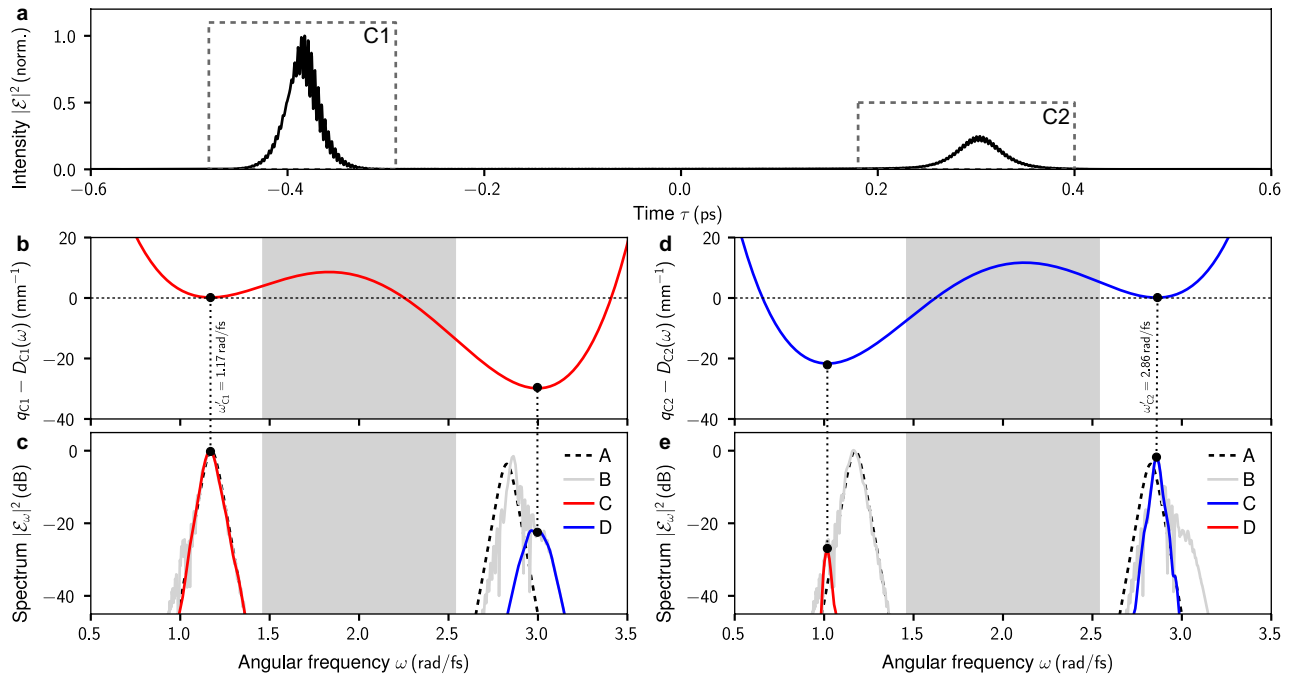 a
Intensity |ℰ|² (norm.)
1.0
0.5
0.0
C1
C2
−0.6
−0.4
−0.2
0.0
0.2
0.4
0.6
Time τ (ps)
b
q_C1 − D_C1(ω) (mm⁻¹)
20
0
−20
−40
ω′_C1 = 1.17 rad/fs
d
q_C2 − D_C2(ω) (mm⁻¹)
20
0
−20
−40
ω′_C2 = 2.86 rad/fs
c
Spectrum |ℰ_ω|² (dB)
0
−20
−40
A
B
C
D
0.5
1.0
1.5
2.0
2.5
3.0
3.5
Angular frequency ω (rad/fs)
e
Spectrum |ℰ_ω|² (dB)
0
−20
−40
A
B
C
D
0.5
1.0
1.5
2.0
2.5
3.0
3.5
Angular frequency ω (rad/fs)